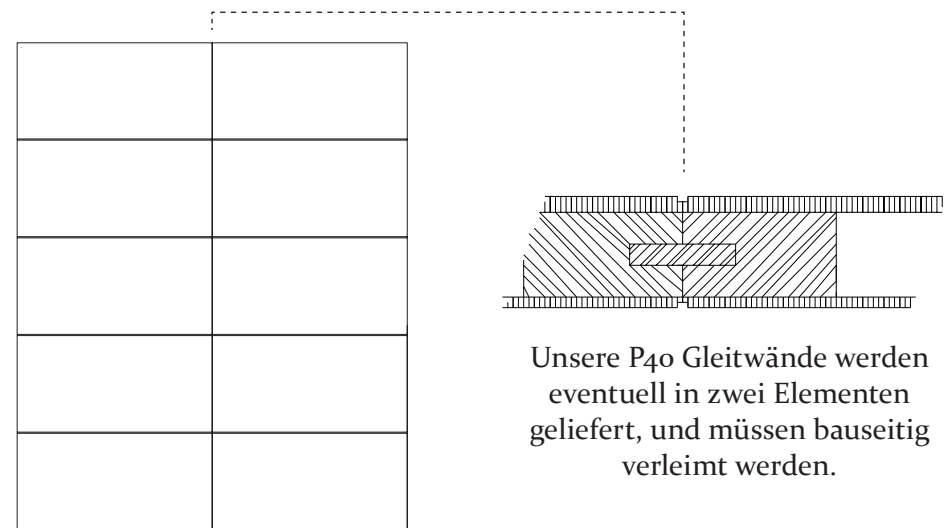 Unsere P40 Gleitwände werden
eventuell in zwei Elementen
geliefert, und müssen bauseitig
verleimt werden.